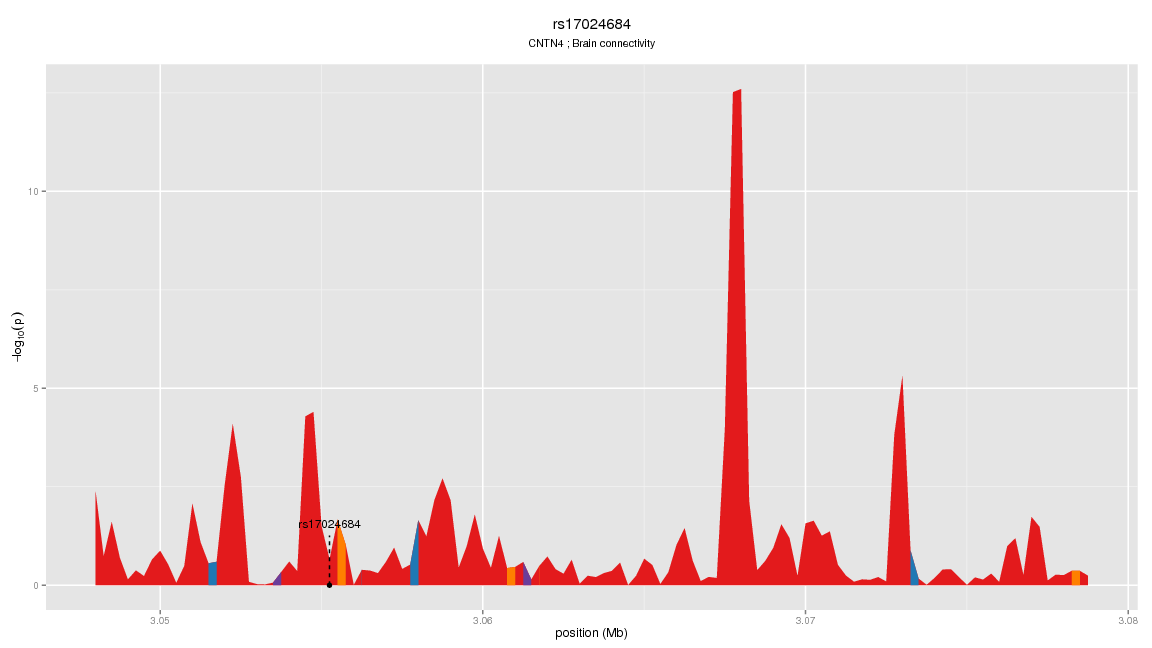 rs17024684
CNTN4 ; Brain connectivity
−log10(p)
10
5
0
rs17024684
3.05
3.06
3.07
3.08
position (Mb)